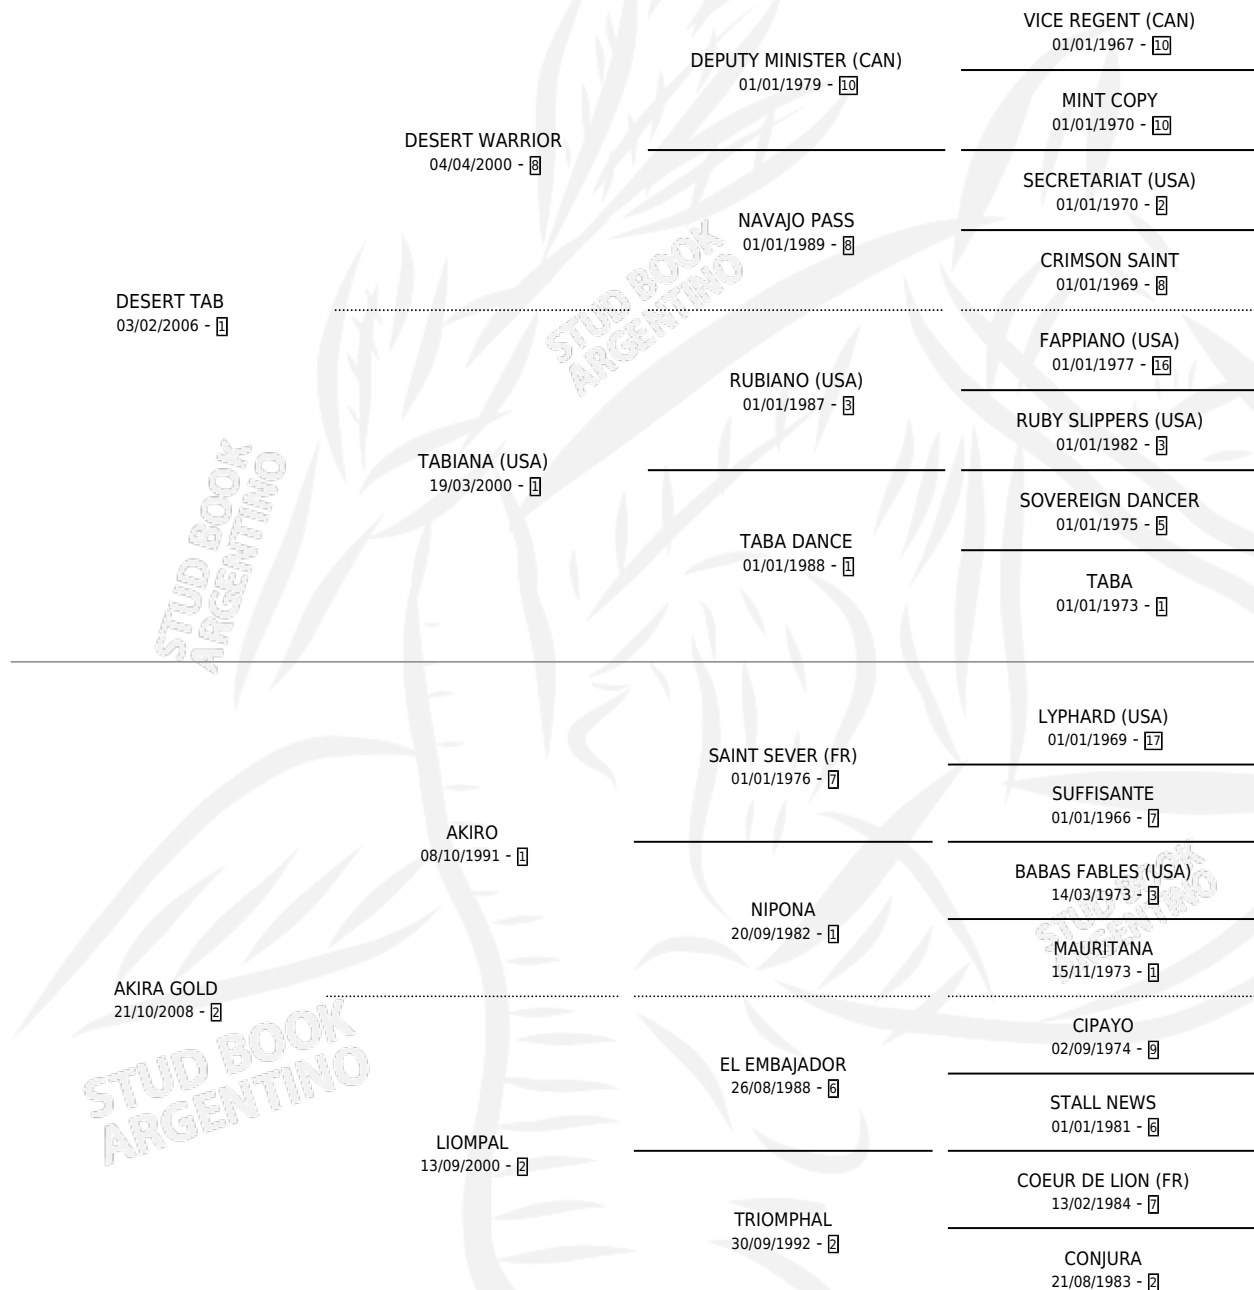 VICE REGENT (CAN)
01/01/1967 - 10
DEPUTY MINISTER (CAN)
01/01/1979 - 10
MINT COPY
01/01/1970 - 10
DESERT WARRIOR
04/04/2000 - 8
SECRETARIAT (USA)
01/01/1970 - 2
NAVAJO PASS
01/01/1989 - 8
CRIMSON SAINT
01/01/1969 - 8
DESERT TAB
03/02/2006 - 1
FAPPIANO (USA)
01/01/1977 - 16
RUBIANO (USA)
01/01/1987 - 3
RUBY SLIPPERS (USA)
01/01/1982 - 3
TABIANA (USA)
19/03/2000 - 1
SOVEREIGN DANCER
01/01/1975 - 5
TABA DANCE
01/01/1988 - 1
TABA
01/01/1973 - 1
LYPHARD (USA)
01/01/1969 - 17
SAINT SEVER (FR)
01/01/1976 - 7
SUFFISANTE
01/01/1966 - 7
AKIRO
08/10/1991 - 1
BABAS FABLES (USA)
14/03/1973 - 3
NIPONA
20/09/1982 - 1
MAURITANA
15/11/1973 - 1
AKIRA GOLD
21/10/2008 - 2
CIPAYO
02/09/1974 - 9
EL EMBAJADOR
26/08/1988 - 6
STALL NEWS
01/01/1981 - 6
LIOMPAL
13/09/2000 - 2
COEUR DE LION (FR)
13/02/1984 - 7
TRIOMPHAL
30/09/1992 - 2
CONJURA
21/08/1983 - 2
STUD BOOK
ARGENTINO
STUD BOOK
ARGENTINO
STUD BOOK
ARGENTINO
STUD BOOK
ARGENTINO